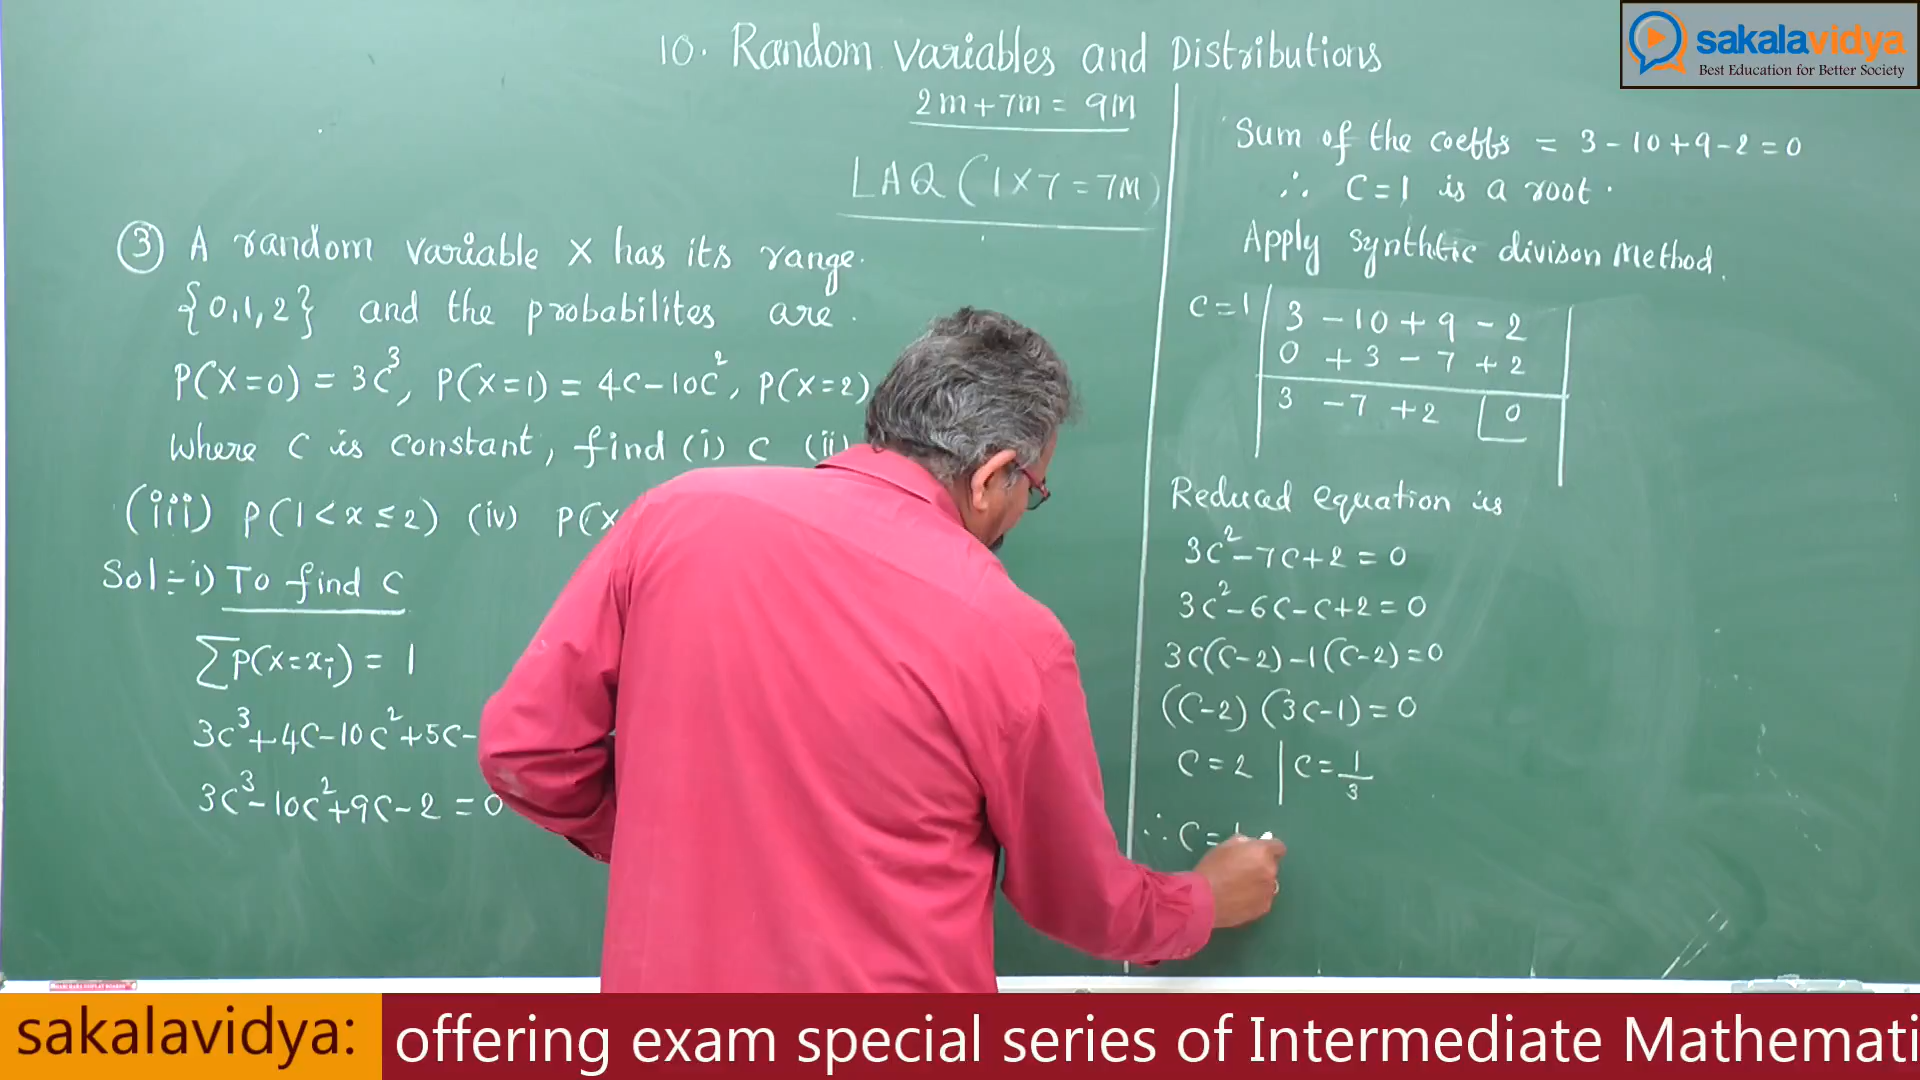 10. Random variables and Distributions
2m+7m = 9M
LAQ (1×7=7M)
③ A random variable X has its range.
{0,1,2} and the probabilites are.
P(X=0) = 3C³, P(X=1) = 4C-10C², P(X=2)
where C is constant, find (i) C (ii)
(iii) P(1<x≤2) (iv) P(X
Sol:- i) To find C
∑P(X=xi) = 1
3C³+4C-10C²+5C-
3C³-10C²+9C-2 = 0
Sum of the coeffs = 3-10+9-2=0
∴ C=1 is a root.
Apply Synthtic divison Method.
C=1 3 -10 +9 -2
0 +3 -7 +2
3 -7 +2 0
Reduced equation is
3C²-7C+2=0
3C²-6C-C+2=0
3C(C-2)-1(C-2)=0
(C-2) (3C-1)=0
C=2 | C=1/3
∴ C=
sakalavidya
Best Education for Better Society
sakalavidya: offering exam special series of Intermediate Mathemati